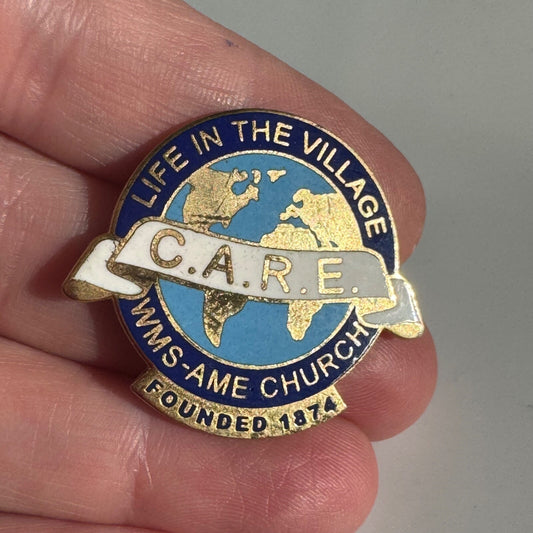 LIFE IN THE VILLAGE
C.A.R.E.
WMS-AME CHURCH
FOUNDED 1874